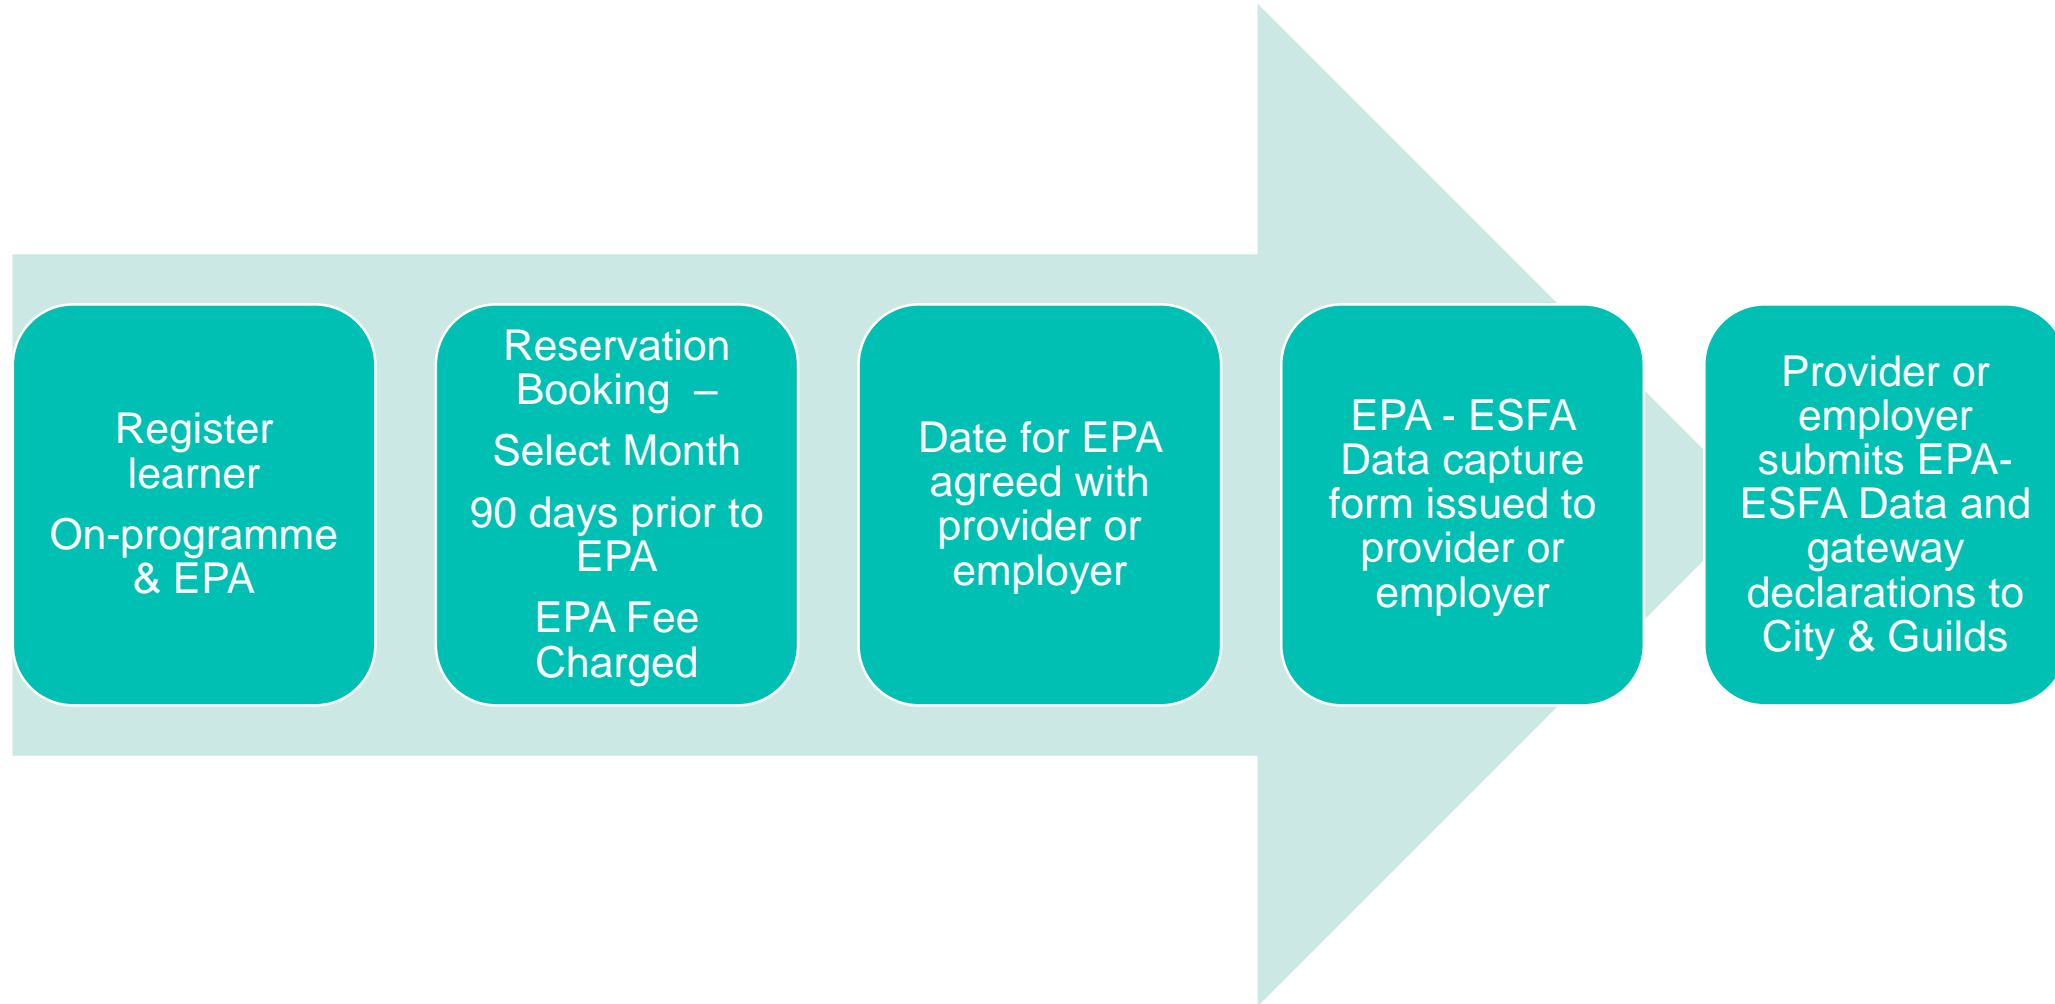 Register
learner
On-programme
& EPA
Reservation
Booking –
Select Month
90 days prior to
EPA
EPA Fee
Charged
Date for EPA
agreed with
provider or
employer
EPA - ESFA
Data capture
form issued to
provider or
employer
Provider or
employer
submits EPA-
ESFA Data and
gateway
declarations to
City & Guilds